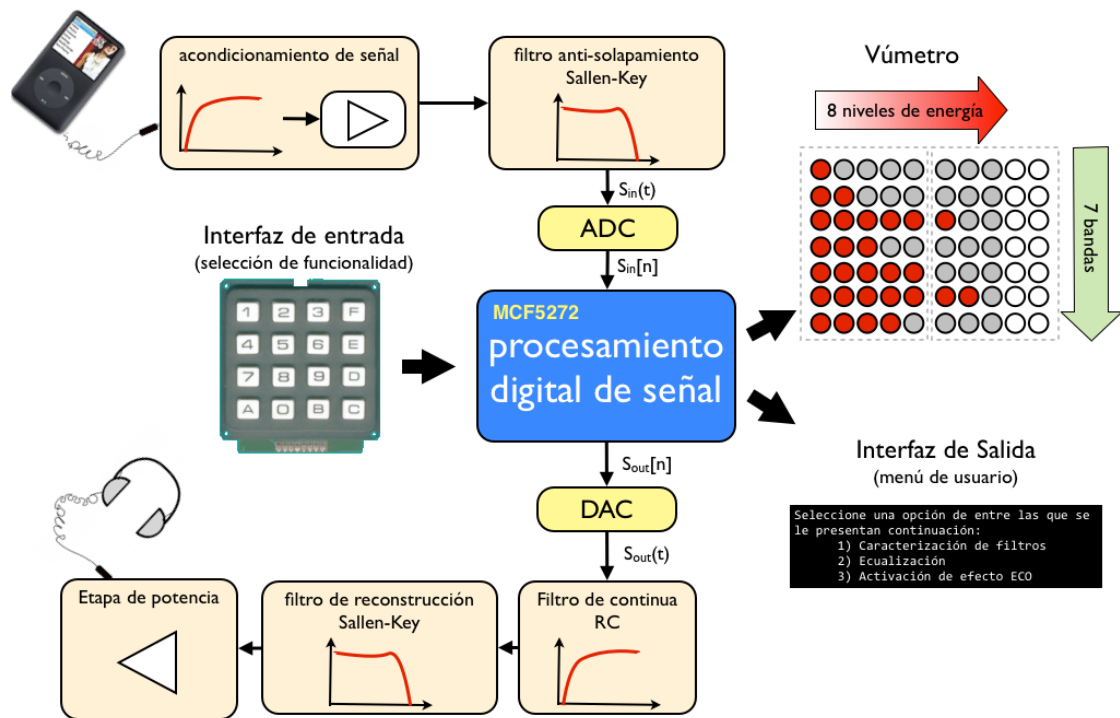 acondicionamiento de señal
filtro anti-solapamiento
Sallen-Key
Vúmetro
8 niveles de energía
7 bandas
Sin(t)
ADC
Sin[n]
Interfaz de entrada
(selección de funcionalidad)
1 2 3 F
4 5 6 E
7 8 9 D
A 0 B C
MCF5272
procesamiento
digital de señal
Sout[n]
DAC
Sout(t)
Interfaz de Salida
(menú de usuario)
Seleccione una opción de entre las que se
le presentan continuación:
1) Caracterización de filtros
2) Ecualización
3) Activación de efecto ECO
Etapa de potencia
filtro de reconstrucción
Sallen-Key
Filtro de continua
RC